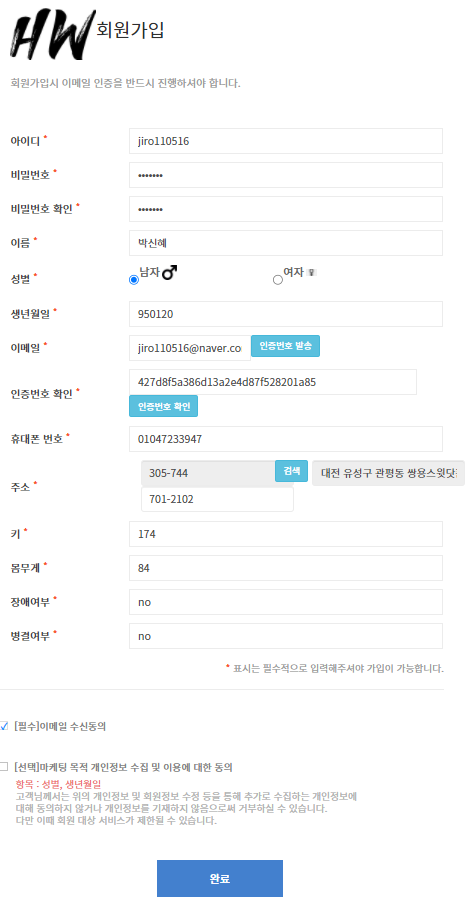 HW 회원가입
회원가입시 이메일 인증을 반드시 진행하셔야 합니다.
아이디 * jiro110516
비밀번호 * •••••••
비밀번호 확인 * •••••••
이름 * 박신혜
성별 * 남자 여자
생년월일 * 950120
이메일 * jiro110516@naver.co 인증번호 발송
인증번호 확인 * 427d8f5a386d13a2e4d87f528201a85
인증번호 확인
휴대폰 번호 * 01047233947
주소 * 305-744 검색 대전 유성구 관평동 쌍용스윗닷
701-2102
키 * 174
몸무게 * 84
장애여부 * no
병결여부 * no
* 표시는 필수적으로 입력해주셔야 가입이 가능합니다.
[필수]이메일 수신동의
[선택]마케팅 목적 개인정보 수집 및 이용에 대한 동의
항목 : 성별, 생년월일
고객님께서는 위의 개인정보 및 회원정보 수정 등을 통해 추가로 수집하는 개인정보에
대해 동의하지 않거나 개인정보를 기재하지 않음으로써 거부하실 수 있습니다.
다만 이때 회원 대상 서비스가 제한될 수 있습니다.
완료